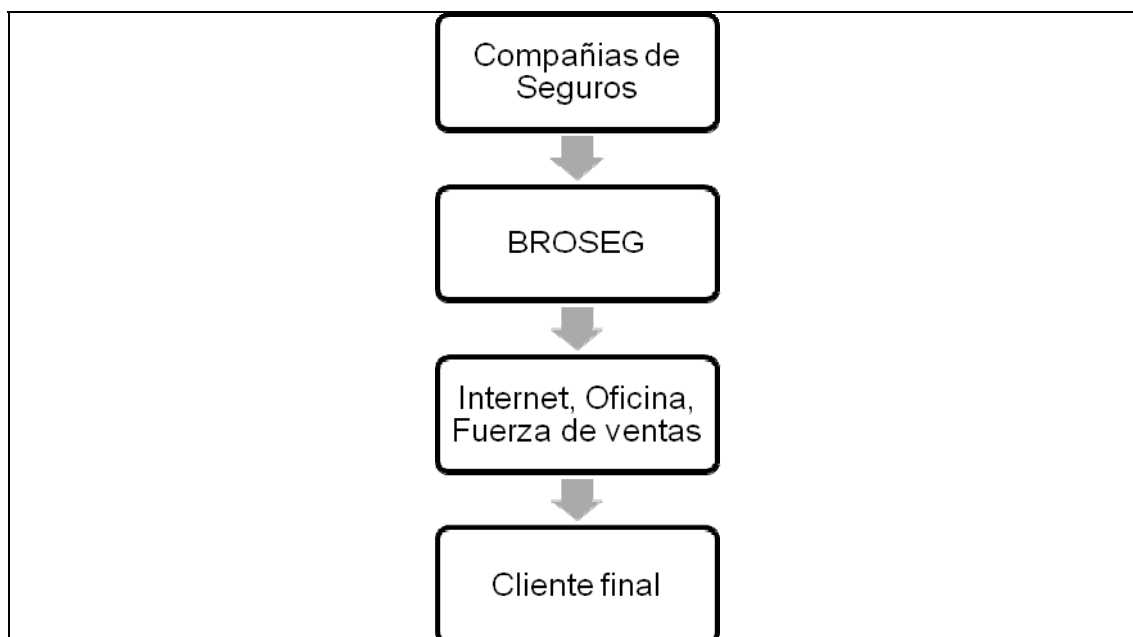 Compañias de
Seguros
BROSEG
Internet, Oficina,
Fuerza de ventas
Cliente final